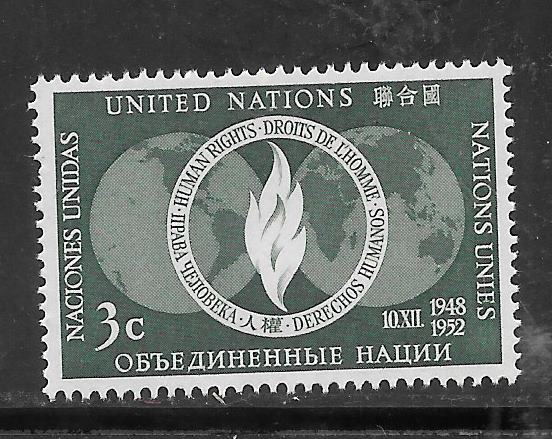 UNITED NATIONS 聯合國
NACIONES UNIDAS
NATIONS UNIES
HUMAN RIGHTS · DROITS DE L'HOMME · DERECHOS HUMANOS · 人權 · ПРАВА ЧЕЛОВЕКА ·
3c
10.XII. 1948
1952
ОБЪЕДИНЕННЫЕ НАЦИИ